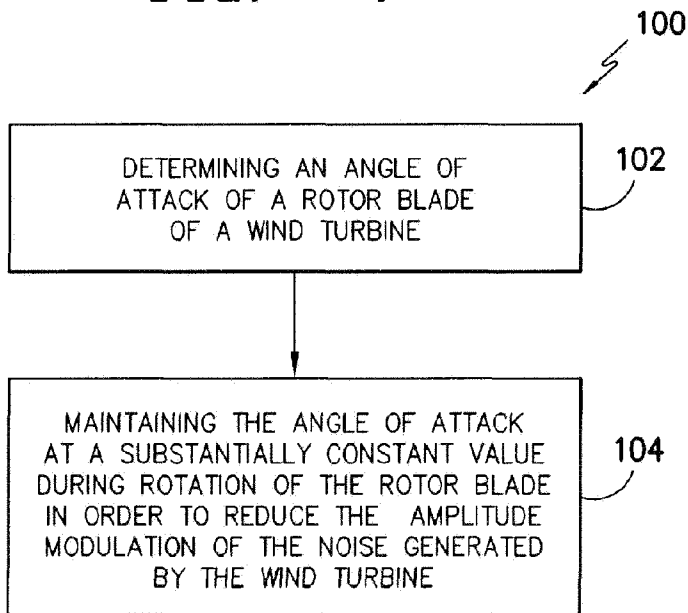 100
DETERMINING AN ANGLE OF
ATTACK OF A ROTOR BLADE
OF A WIND TURBINE
102
MAINTAINING THE ANGLE OF ATTACK
AT A SUBSTANTIALLY CONSTANT VALUE
DURING ROTATION OF THE ROTOR BLADE
IN ORDER TO REDUCE THE AMPLITUDE
MODULATION OF THE NOISE GENERATED
BY THE WIND TURBINE
104